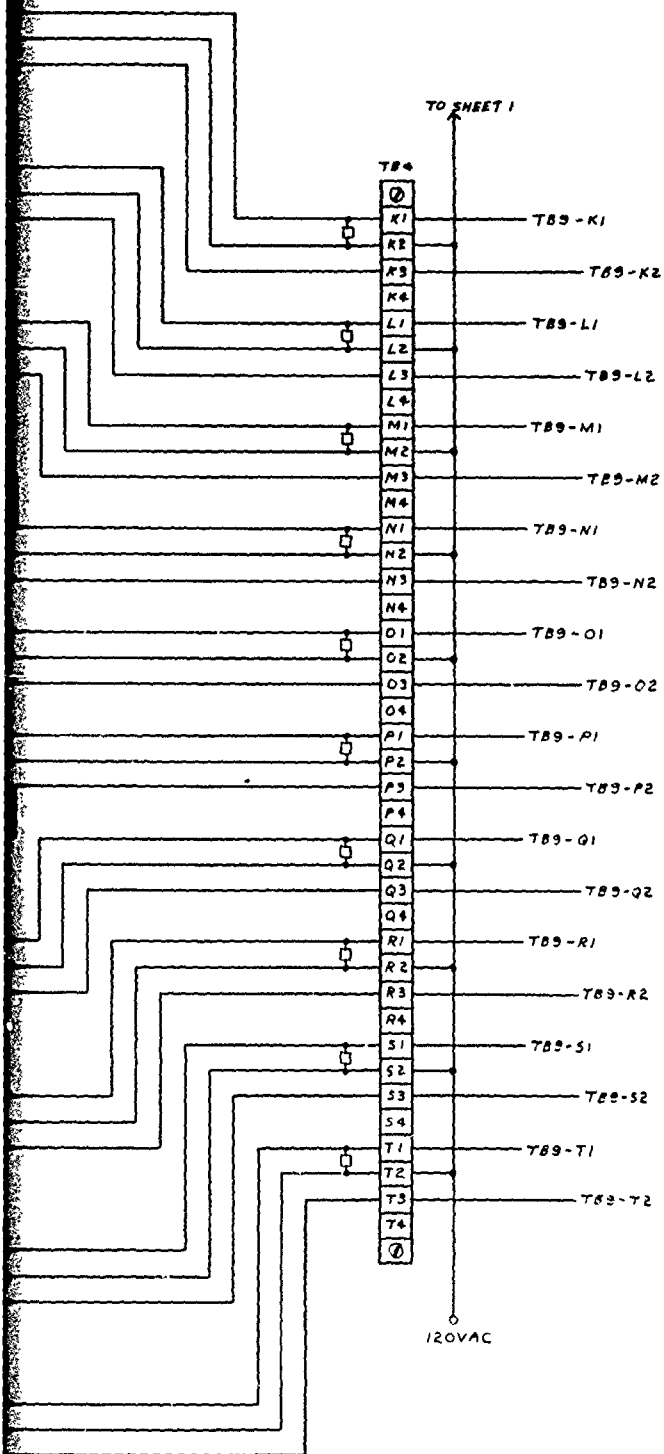 TO SHEET 1
TB4
K1 TB9-K1
K2
K3 TB9-K2
K4
L1 TB9-L1
L2
L3 TB9-L2
L4
M1 TB9-M1
M2
M3 TB9-M2
M4
N1 TB9-N1
N2
N3 TB9-N2
N4
O1 TB9-O1
O2
O3 TB9-O2
O4
P1 TB9-P1
P2
P3 TB9-P2
P4
Q1 TB9-Q1
Q2
Q3 TB9-Q2
Q4
R1 TB9-R1
R2
R3 TB9-R2
R4
S1 TB9-S1
S2
S3 TB9-S2
S4
T1 TB9-T1
T2
T3 TB9-T2
T4
120VAC